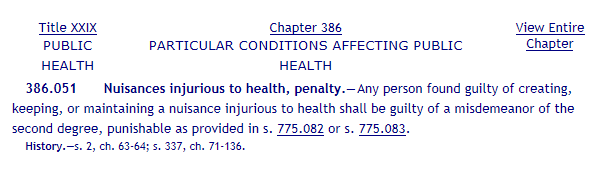 Title XXIX Chapter 386 View Entire
PUBLIC PARTICULAR CONDITIONS AFFECTING PUBLIC Chapter
HEALTH HEALTH
386.051 Nuisances injurious to health, penalty.—Any person found guilty of creating,
keeping, or maintaining a nuisance injurious to health shall be guilty of a misdemeanor of the
second degree, punishable as provided in s. 775.082 or s. 775.083.
History.—s. 2, ch. 63-64; s. 337, ch. 71-136.